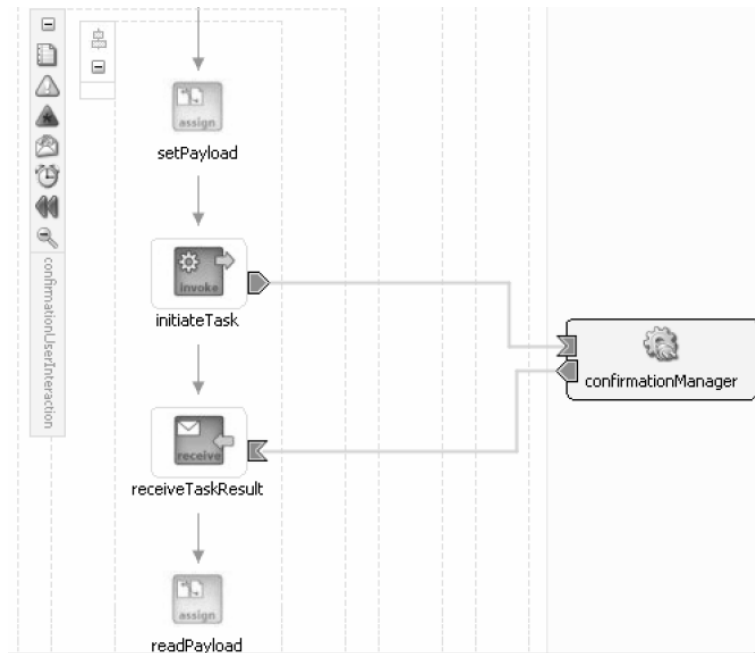 assign
setPayload
invoke
initiateTask
confirmationManager
confirmationUserInteraction
receive
receiveTaskResult
assign
readPayload